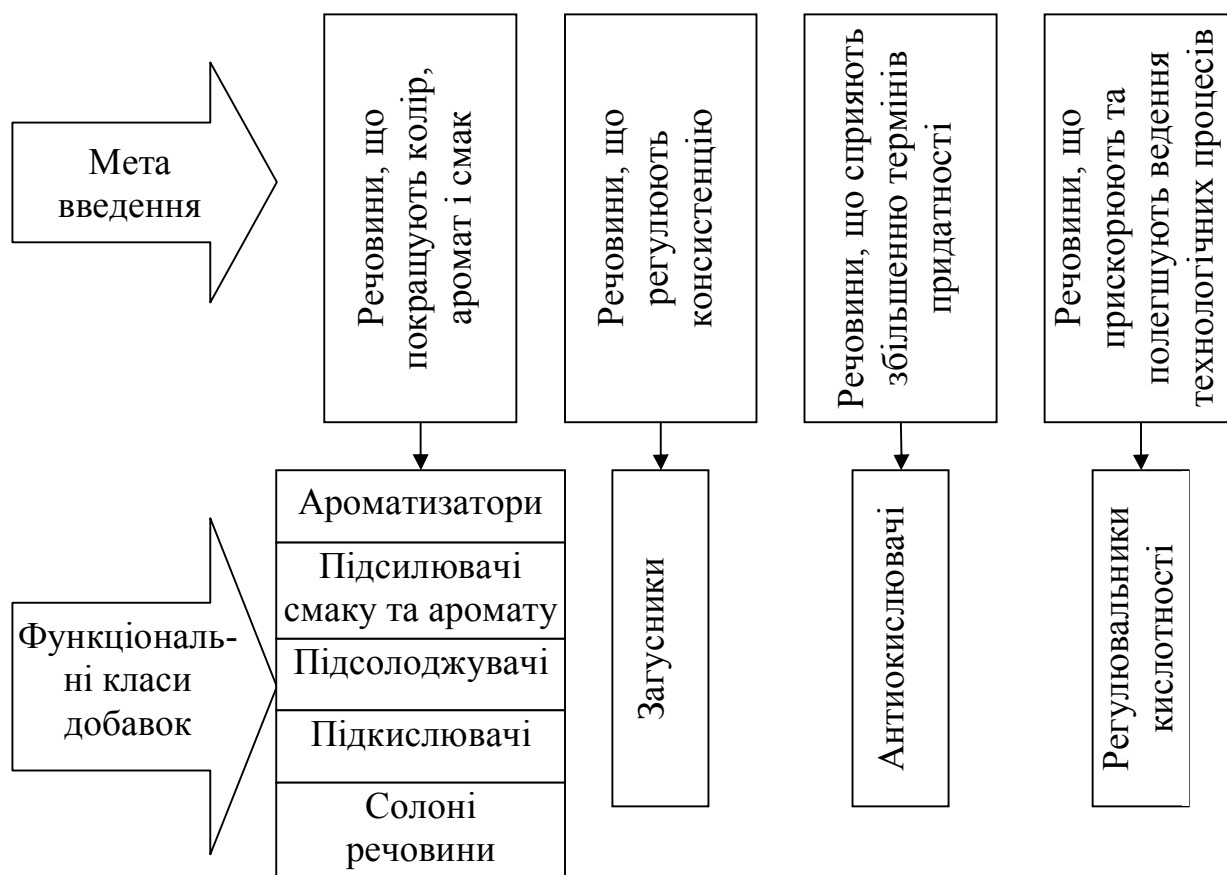 Мета
введення
Речовини, що
покращують колір,
аромат і смак
Речовини, що
регулюють
консистенцію
Речовини, що сприяють
збільшенню термінів
придатності
Речовини, що
прискорюють та
полегшують ведення
технологічних процесів
Функціональ-
ні класи
добавок
Ароматизатори
Підсилювачі
смаку та аромату
Підсолоджувачі
Підкислювачі
Солоні
речовини
Загусники
Антиокислювачі
Регулювальники
кислотності